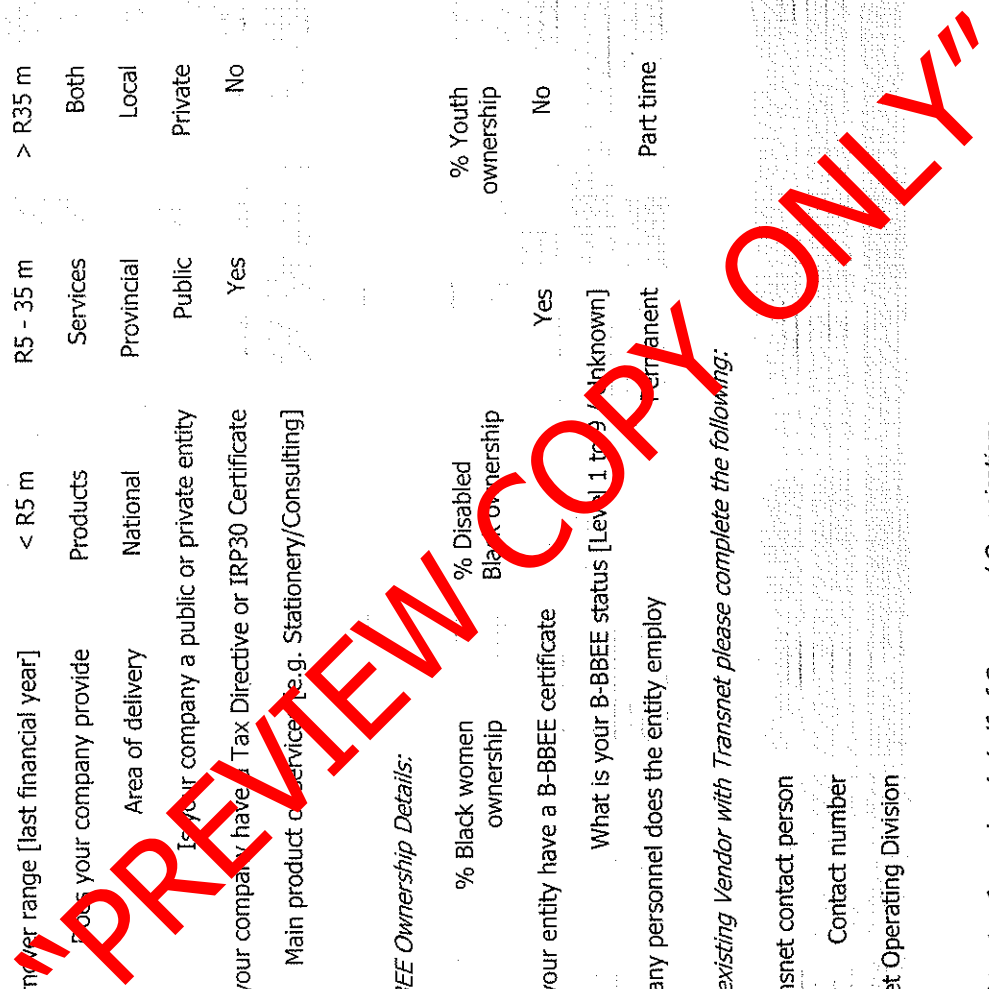 rnover range [last financial year] < R5 m R5 - 35 m > R35 m
Does your company provide Products Services Both
Area of delivery National Provincial Local
Is your company a public or private entity Public Private
your company have a Tax Directive or IRP30 Certificate Yes No
Main product or services [e.g. Stationery/Consulting]
BEE Ownership Details:
% Black women ownership % Disabled Black ownership % Youth ownership
your entity have a B-BBEE certificate Yes No
What is your B-BBEE status [Level 1 to 9 / Unknown]
any personnel does the entity employ Permanent Part time
existing Vendor with Transnet please complete the following:
nsnet contact person
Contact number
et Operating Division
"PREVIEW COPY ONLY"